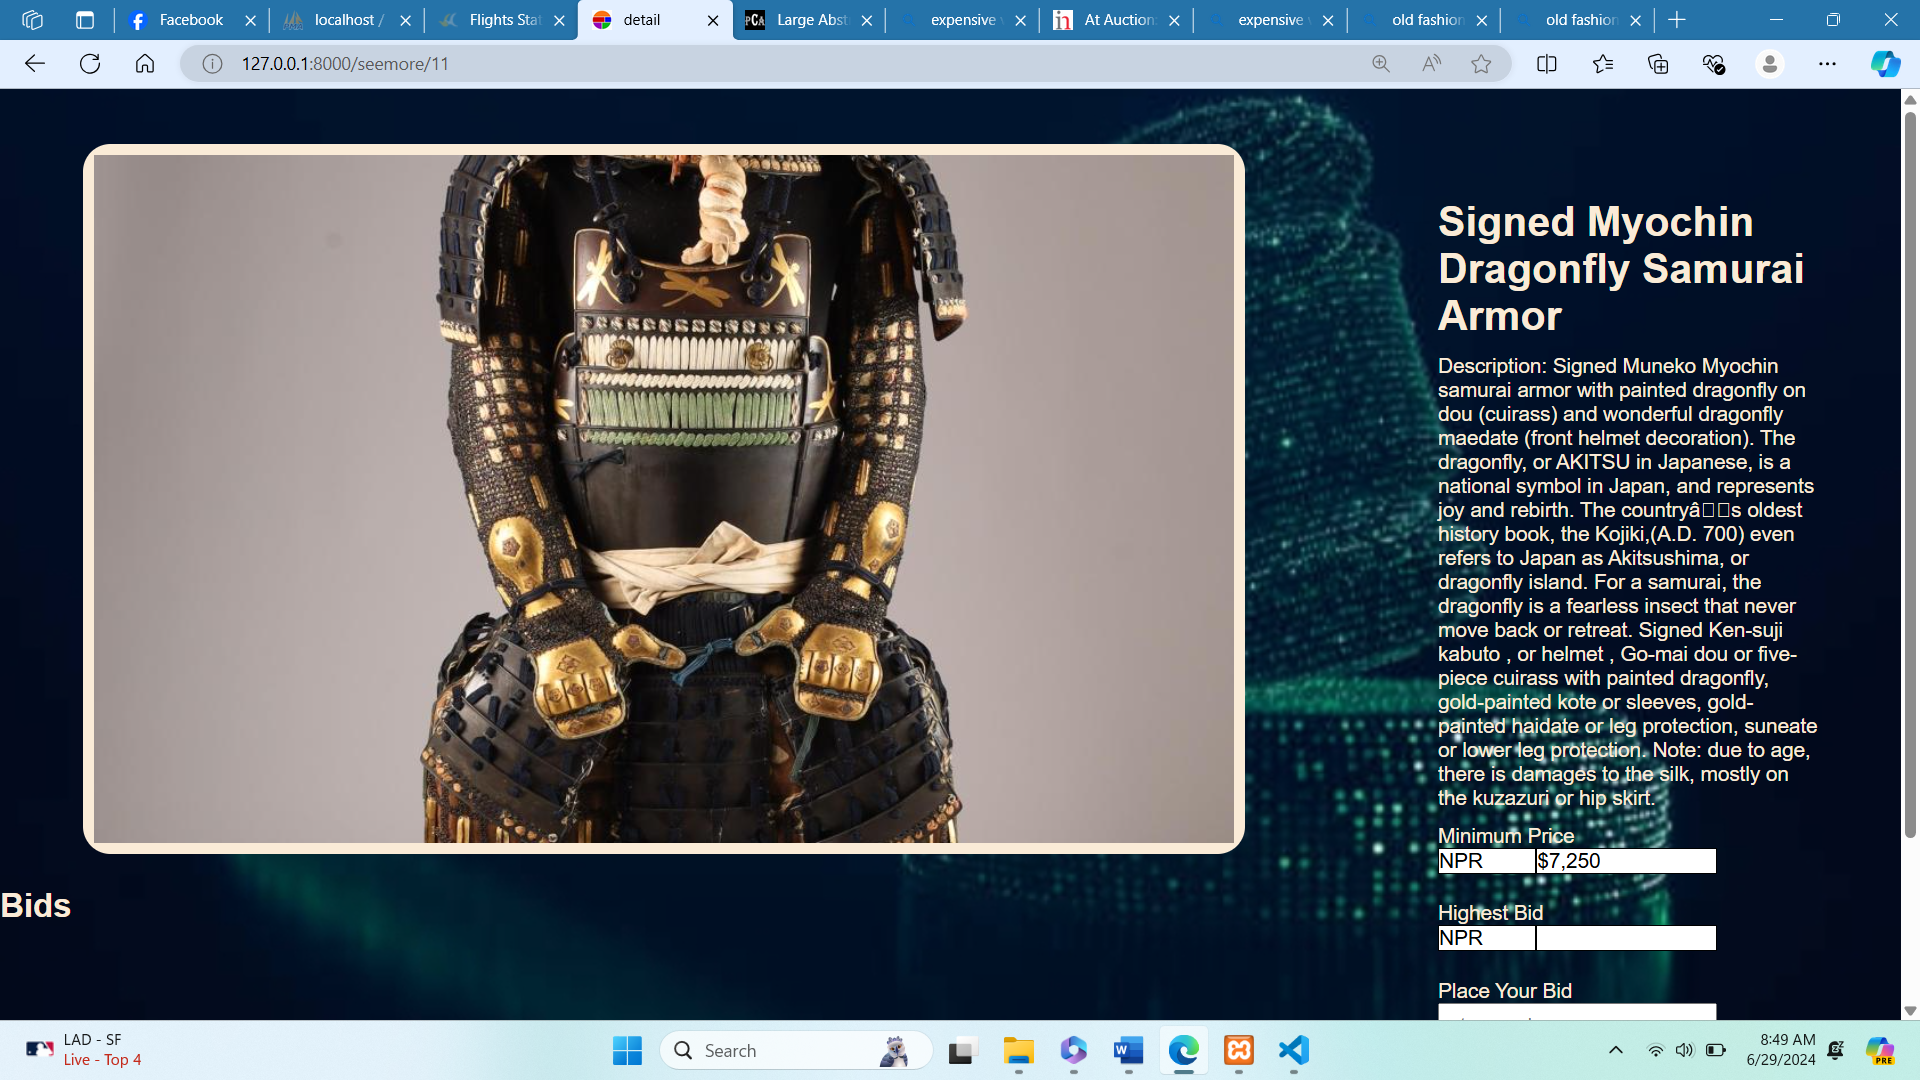 Facebook
localhost /
Flights Stat
detail
Large Abst
expensive
At Auction:
expensive
old fashion
old fashion
127.0.0.1:8000/seemore/11
Signed Myochin
Dragonfly Samurai
Armor
Description: Signed Muneko Myochin
samurai armor with painted dragonfly on
dou (cuirass) and wonderful dragonfly
maedate (front helmet decoration). The
dragonfly, or AKITSU in Japanese, is a
national symbol in Japan, and represents
joy and rebirth. The countryâ□□s oldest
history book, the Kojiki,(A.D. 700) even
refers to Japan as Akitsushima, or
dragonfly island. For a samurai, the
dragonfly is a fearless insect that never
move back or retreat. Signed Ken-suji
kabuto , or helmet , Go-mai dou or five-
piece cuirass with painted dragonfly,
gold-painted kote or sleeves, gold-
painted haidate or leg protection, suneate
or lower leg protection. Note: due to age,
there is damages to the silk, mostly on
the kuzazuri or hip skirt.
Minimum Price
NPR $7,250
Highest Bid
NPR
Place Your Bid
Bids
LAD - SF
Live - Top 4
Search
8:49 AM
6/29/2024